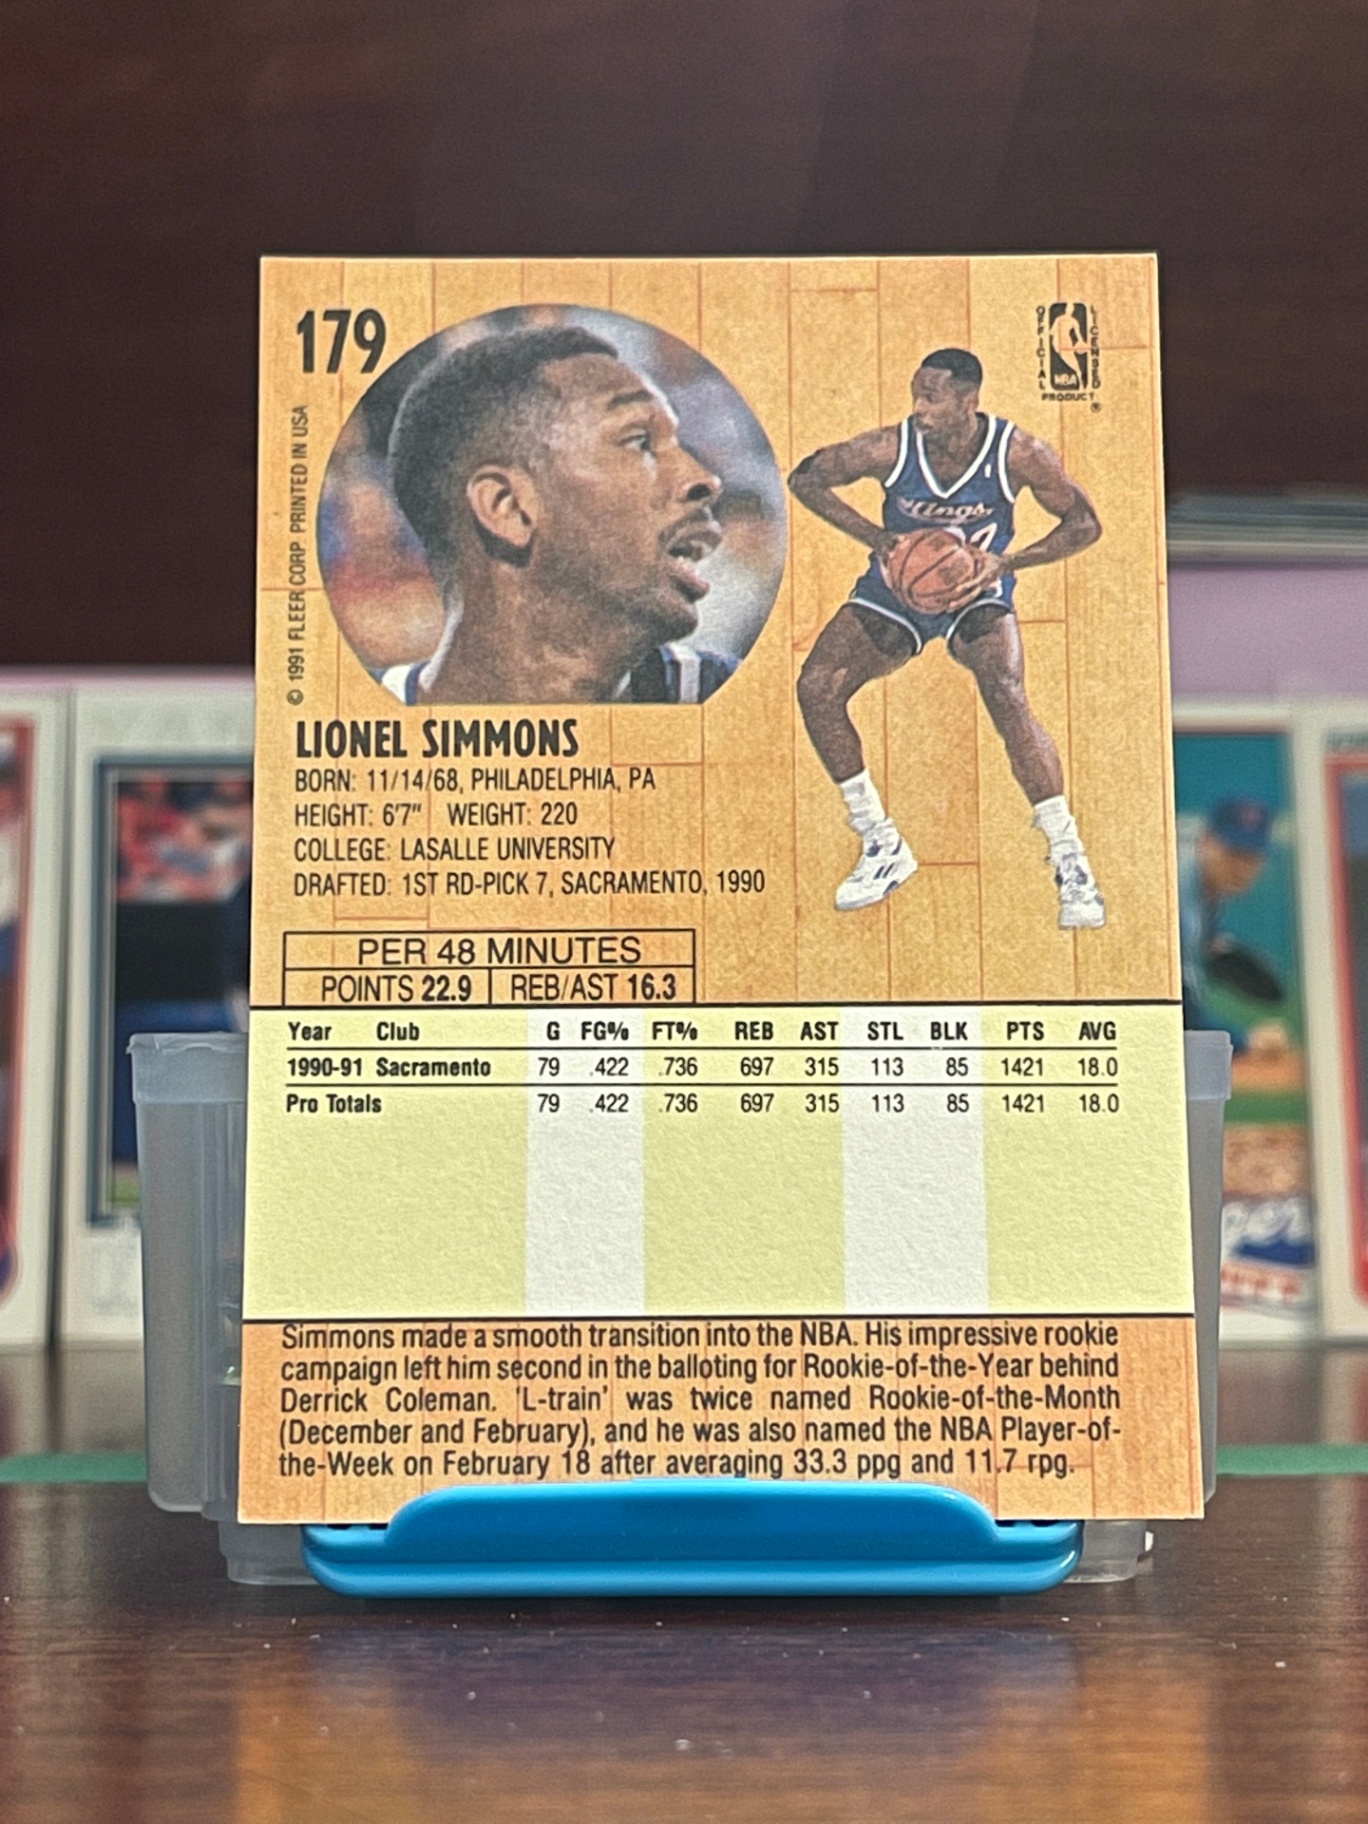 179
OFFICIAL LICENSED
NBA
PRODUCT
®
© 1991 FLEER CORP. PRINTED IN USA
Kings
LIONEL SIMMONS
BORN: 11/14/68, PHILADELPHIA, PA
HEIGHT: 6'7" WEIGHT: 220
COLLEGE: LASALLE UNIVERSITY
DRAFTED: 1ST RD-PICK 7, SACRAMENTO, 1990
PER 48 MINUTES
POINTS 22.9 REB/AST 16.3
Year Club G FG% FT% REB AST STL BLK PTS AVG
1990-91 Sacramento 79 .422 .736 697 315 113 85 1421 18.0
Pro Totals 79 .422 .736 697 315 113 85 1421 18.0
Simmons made a smooth transition into the NBA. His impressive rookie
campaign left him second in the balloting for Rookie-of-the-Year behind
Derrick Coleman. 'L-train' was twice named Rookie-of-the-Month
(December and February), and he was also named the NBA Player-of-
the-Week on February 18 after averaging 33.3 ppg and 11.7 rpg.